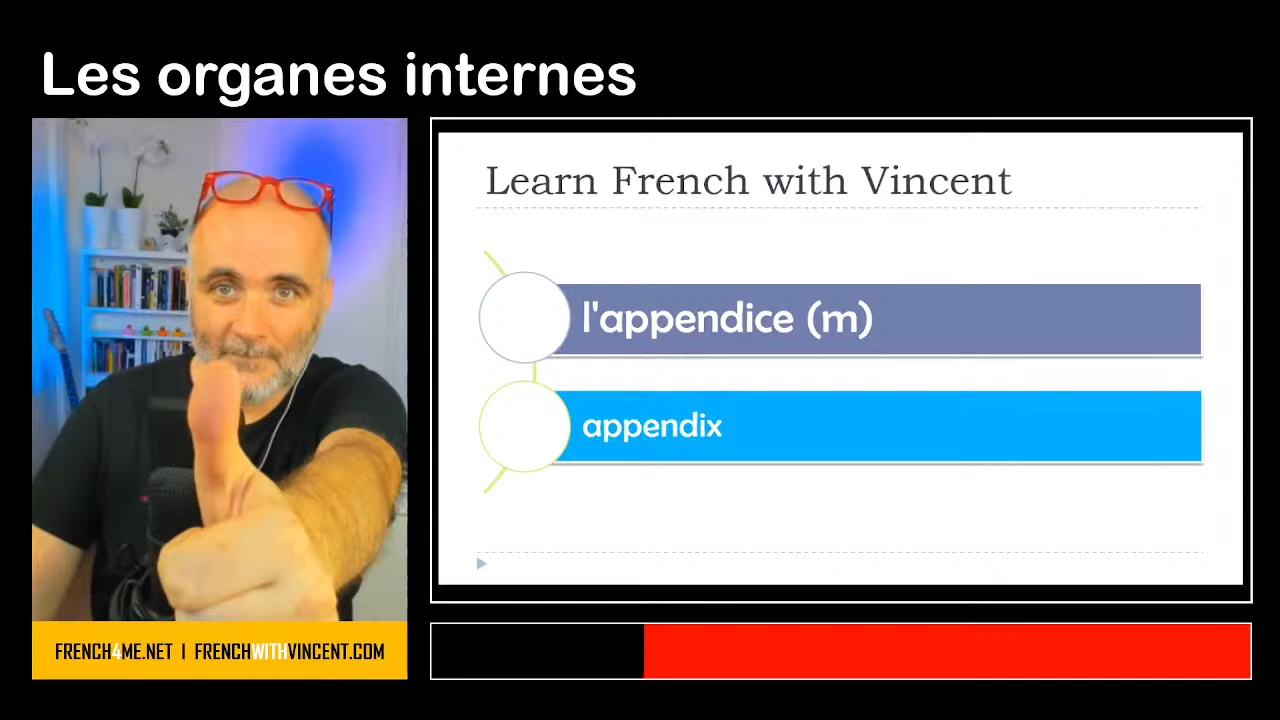 Les organes internes
Learn French with Vincent
l'appendice (m)
appendix
FRENCH4ME.NET | FRENCHWITHVINCENT.COM